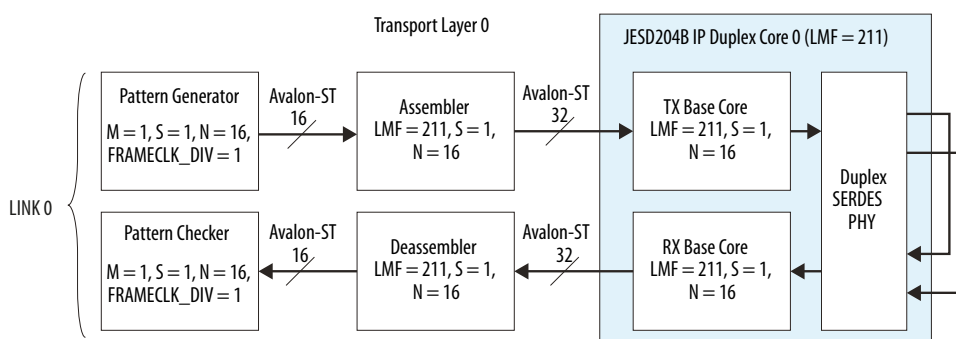 Transport Layer 0
JESD204B IP Duplex Core 0 (LMF = 211)
Pattern Generator
M = 1, S = 1, N = 16,
FRAMECLK_DIV = 1
Avalon-ST
16
Assembler
LMF = 211, S = 1,
N = 16
Avalon-ST
32
TX Base Core
LMF = 211, S = 1,
N = 16
Duplex
SERDES
PHY
LINK 0
Pattern Checker
M = 1, S = 1, N = 16,
FRAMECLK_DIV = 1
Avalon-ST
16
Deassembler
LMF = 211, S = 1,
N = 16
Avalon-ST
32
RX Base Core
LMF = 211, S = 1,
N = 16